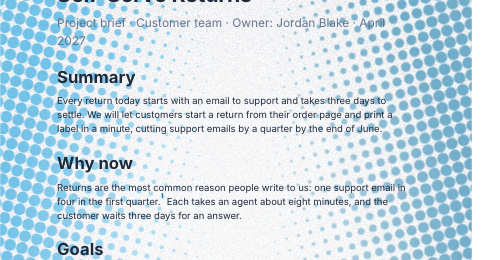 Self-Serve Returns
Project brief · Customer team · Owner: Jordan Blake · April
2027
Summary
Every return today starts with an email to support and takes three days to
settle. We will let customers start a return from their order page and print a
label in a minute, cutting support emails by a quarter by the end of June.
Why now
Returns are the most common reason people write to us: one support email in
four in the first quarter. Each takes an agent about eight minutes, and the
customer waits three days for an answer.
Goals